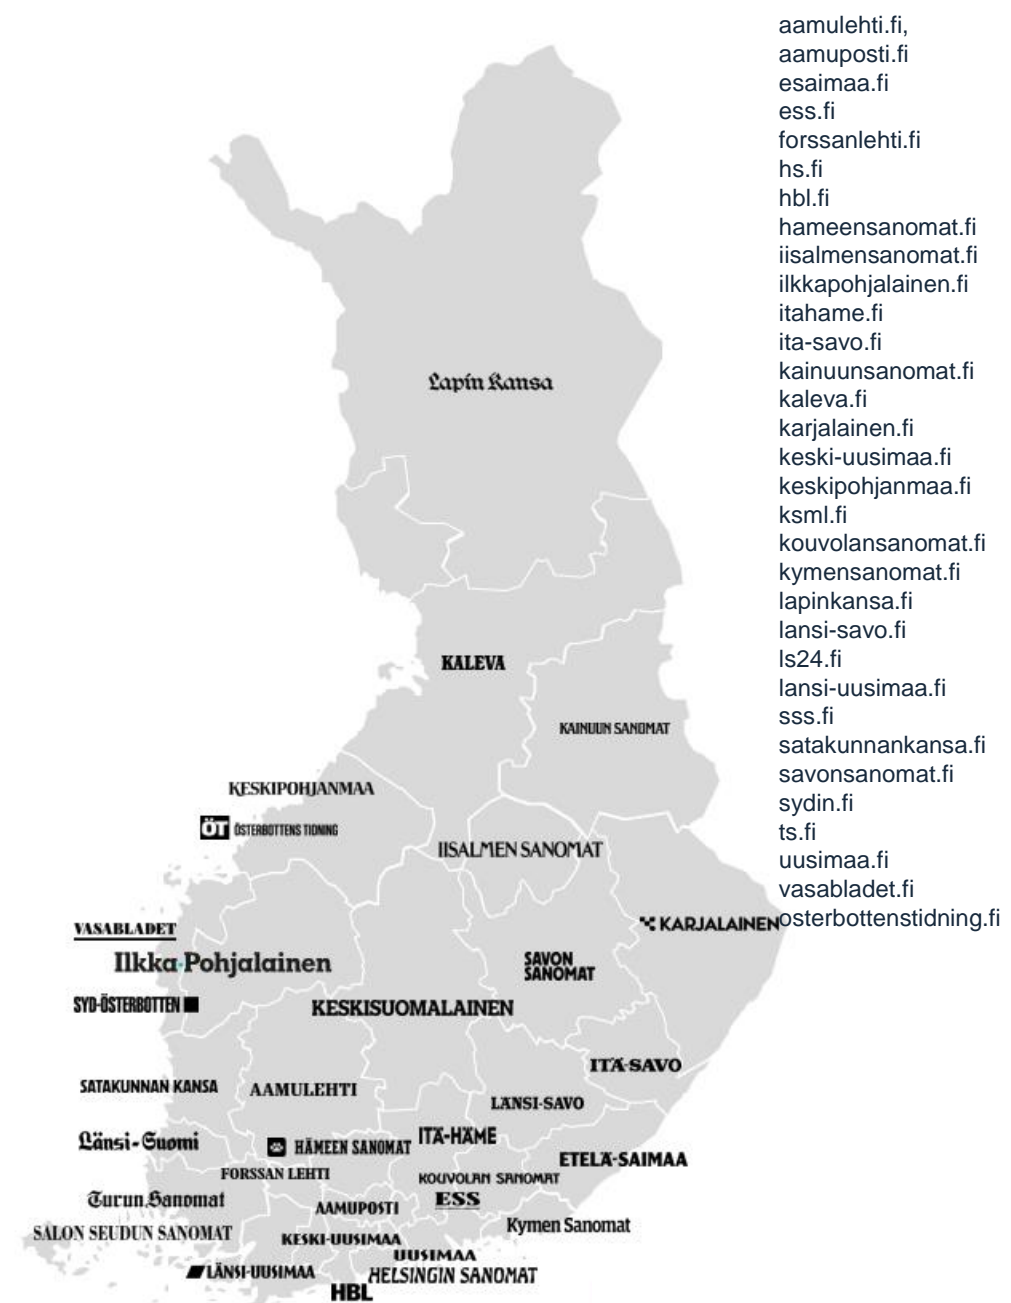 aamulehti.fi,
aamuposti.fi
esaimaa.fi
ess.fi
forssanlehti.fi
hs.fi
hbl.fi
hameensanomat.fi
iisalmensanomat.fi
ilkkapohjalainen.fi
itahame.fi
ita-savo.fi
kainuunsanomat.fi
kaleva.fi
karjalainen.fi
keski-uusimaa.fi
keskipohjanmaa.fi
ksml.fi
kouvolansanomat.fi
kymensanomat.fi
lapinkansa.fi
lansi-savo.fi
ls24.fi
lansi-uusimaa.fi
sss.fi
satakunnankansa.fi
savonsanomat.fi
sydin.fi
ts.fi
uusimaa.fi
vasabladet.fi
osterbottenstidning.fi
Lapin Kansa
KALEVA
KAINUUN SANOMAT
KESKIPOHJANMAA
ÖT ÖSTERBOTTENS TIDNING
IISALMEN SANOMAT
KARJALAINEN
VASABLADET
Ilkka-Pohjalainen
SAVON
SANOMAT
SYD-ÖSTERBOTTEN
KESKISUOMALAINEN
ITÄ-SAVO
SATAKUNNAN KANSA
AAMULEHTI
LÄNSI-SAVO
Länsi-Suomi
HÄMEEN SANOMAT
ITÄ-HÄME
ETELÄ-SAIMAA
FORSSAN LEHTI
KOUVOLAN SANOMAT
Turun Sanomat
AAMUPOSTI
ESS
SALON SEUDUN SANOMAT
KESKI-UUSIMAA
Kymen Sanomat
UUSIMAA
LÄNSI-UUSIMAA
HELSINGIN SANOMAT
HBL